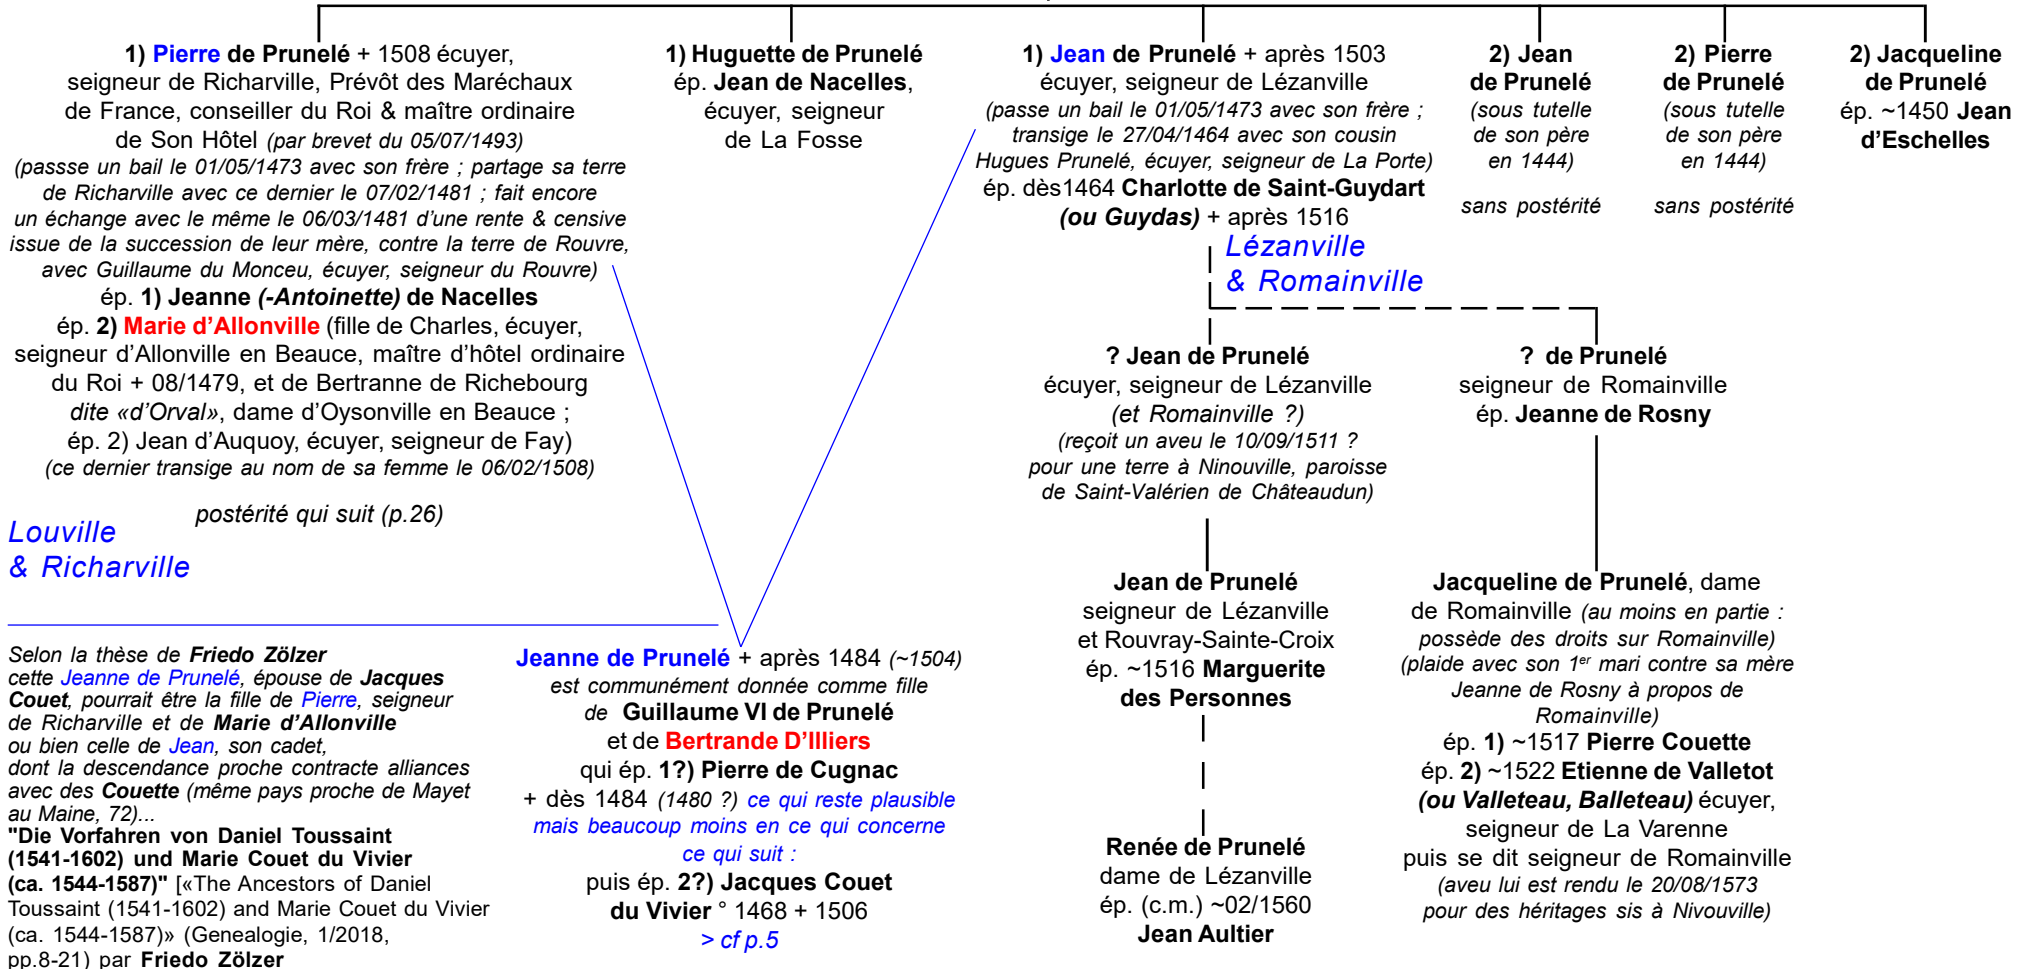 1) Pierre de Prunelé + 1508 écuyer,
seigneur de Richarville, Prévôt des Maréchaux
de France, conseiller du Roi & maître ordinaire
de Son Hôtel (par brevet du 05/07/1493)
(passse un bail le 01/05/1473 avec son frère ; partage sa terre
de Richarville avec ce dernier le 07/02/1481 ; fait encore
un échange avec le même le 06/03/1481 d'une rente & censive
issue de la succession de leur mère, contre la terre de Rouvre,
avec Guillaume du Monceu, écuyer, seigneur du Rouvre)
ép. 1) Jeanne (-Antoinette) de Nacelles
ép. 2) Marie d'Allonville (fille de Charles, écuyer,
seigneur d'Allonville en Beauce, maître d'hôtel ordinaire
du Roi + 08/1479, et de Bertranne de Richebourg
dite «d'Orval», dame d'Oysonville en Beauce ;
ép. 2) Jean d'Auquoy, écuyer, seigneur de Fay)
(ce dernier transige au nom de sa femme le 06/02/1508)
postérité qui suit (p.26)
Louville
& Richarville
1) Huguette de Prunelé
ép. Jean de Nacelles,
écuyer, seigneur
de La Fosse
1) Jean de Prunelé + après 1503
écuyer, seigneur de Lézanville
(passe un bail le 01/05/1473 avec son frère ;
transige le 27/04/1464 avec son cousin
Hugues Prunelé, écuyer, seigneur de La Porte)
ép. dès1464 Charlotte de Saint-Guydart
(ou Guydas) + après 1516
Lézanville
& Romainville
2) Jean
de Prunelé
(sous tutelle
de son père
en 1444)
sans postérité
2) Pierre
de Prunelé
(sous tutelle
de son père
en 1444)
sans postérité
2) Jacqueline
de Prunelé
ép. ~1450 Jean
d'Eschelles
? Jean de Prunelé
écuyer, seigneur de Lézanville
(et Romainville ?)
(reçoit un aveu le 10/09/1511 ?
pour une terre à Ninouville, paroisse
de Saint-Valérien de Châteaudun)
? de Prunelé
seigneur de Romainville
ép. Jeanne de Rosny
Selon la thèse de Friedo Zölzer
cette Jeanne de Prunelé, épouse de Jacques
Couet, pourrait être la fille de Pierre, seigneur
de Richarville et de Marie d'Allonville
ou bien celle de Jean, son cadet,
dont la descendance proche contracte alliances
avec des Couette (même pays proche de Mayet
au Maine, 72)...
"Die Vorfahren von Daniel Toussaint
(1541-1602) und Marie Couet du Vivier
(ca. 1544-1587)" [«The Ancestors of Daniel
Toussaint (1541-1602) and Marie Couet du Vivier
(ca. 1544-1587)» (Genealogie, 1/2018,
pp.8-21) par Friedo Zölzer
Jeanne de Prunelé + après 1484 (~1504)
est communément donnée comme fille
de Guillaume VI de Prunelé
et de Bertrande D'Illiers
qui ép. 1?) Pierre de Cugnac
+ dès 1484 (1480 ?) ce qui reste plausible
mais beaucoup moins en ce qui concerne
ce qui suit :
puis ép. 2?) Jacques Couet
du Vivier ° 1468 + 1506
> cf p.5
Jean de Prunelé
seigneur de Lézanville
et Rouvray-Sainte-Croix
ép. ~1516 Marguerite
des Personnes
Renée de Prunelé
dame de Lézanville
ép. (c.m.) ~02/1560
Jean Aultier
Jacqueline de Prunelé, dame
de Romainville (au moins en partie :
possède des droits sur Romainville)
(plaide avec son 1er mari contre sa mère
Jeanne de Rosny à propos de
Romainville)
ép. 1) ~1517 Pierre Couette
ép. 2) ~1522 Etienne de Valletot
(ou Valleteau, Balleteau) écuyer,
seigneur de La Varenne
puis se dit seigneur de Romainville
(aveu lui est rendu le 20/08/1573
pour des héritages sis à Nivouville)